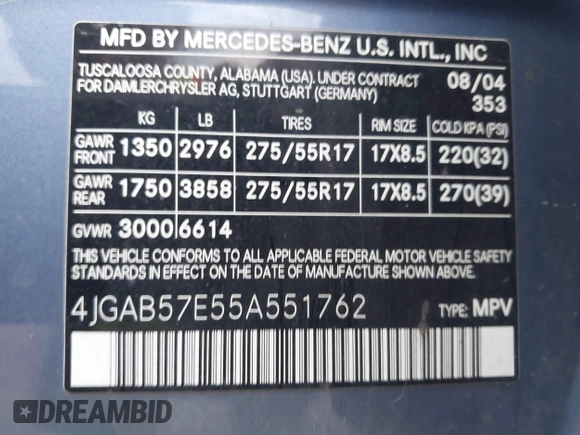 MFD BY MERCEDES-BENZ U.S. INTL., INC
TUSCALOOSA COUNTY, ALABAMA (USA). UNDER CONTRACT 08/04
FOR DAIMLERCHRYSLER AG, STUTTGART (GERMANY) 353
KG LB TIRES RIM SIZE COLD KPA (PSI)
GAWR FRONT 1350 2976 275/55R17 17X8.5 220(32)
GAWR REAR 1750 3858 275/55R17 17X8.5 270(39)
GVWR 3000 6614
THIS VEHICLE CONFORMS TO ALL APPLICABLE FEDERAL MOTOR VEHICLE SAFETY
STANDARDS IN EFFECT ON THE DATE OF MANUFACTURE SHOWN ABOVE.
4JGAB57E55A551762 TYPE: MPV
DREAMBID